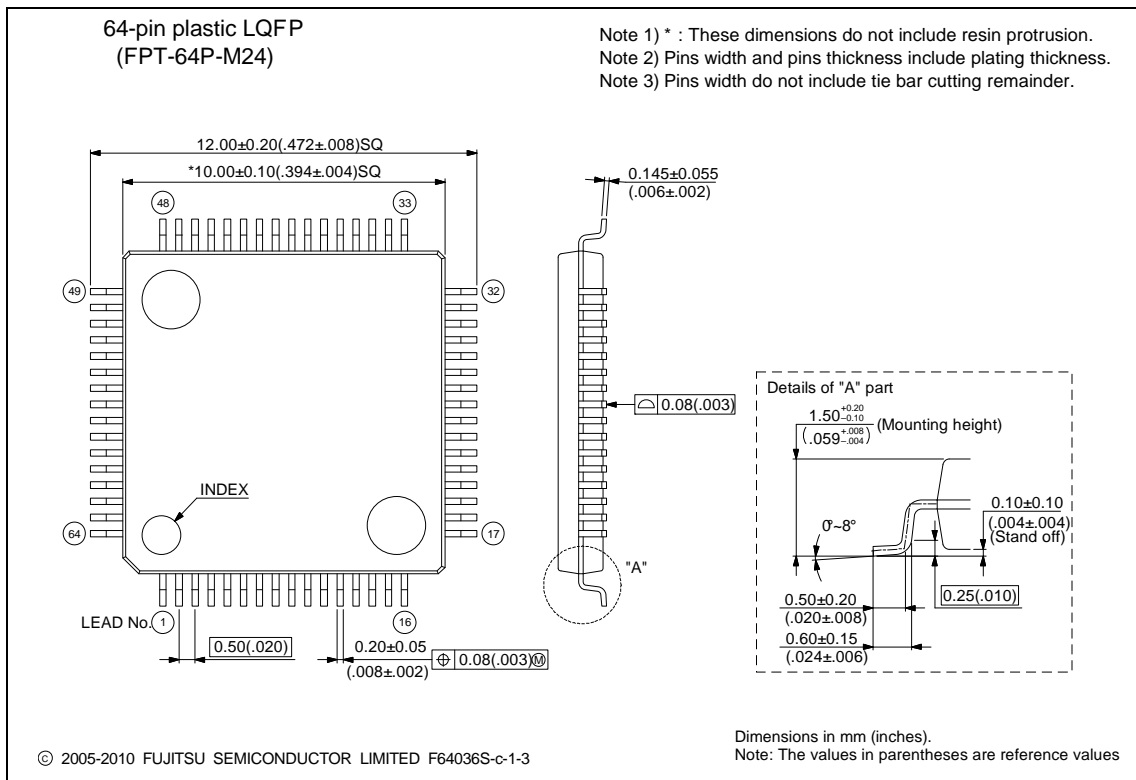 64-pin plastic LQFP
(FPT-64P-M24)
Note 1) * : These dimensions do not include resin protrusion.
Note 2) Pins width and pins thickness include plating thickness.
Note 3) Pins width do not include tie bar cutting remainder.
12.00±0.20(.472±.008)SQ
*10.00±0.10(.394±.004)SQ
48
33
49
32
64
17
INDEX
LEAD No.
1
16
0.50(.020)
0.20±0.05
(.008±.002)
⌖ 0.08(.003)Ⓜ
0.145±0.055
(.006±.002)
⌓ 0.08(.003)
"A"
Details of "A" part
1.50+0.20−0.10 (Mounting height)
(.059+.008−.004)
0°~8°
0.10±0.10
(.004±.004)
(Stand off)
0.25(.010)
0.50±0.20
(.020±.008)
0.60±0.15
(.024±.006)
© 2005-2010 FUJITSU SEMICONDUCTOR LIMITED F64036S-c-1-3
Dimensions in mm (inches).
Note: The values in parentheses are reference values